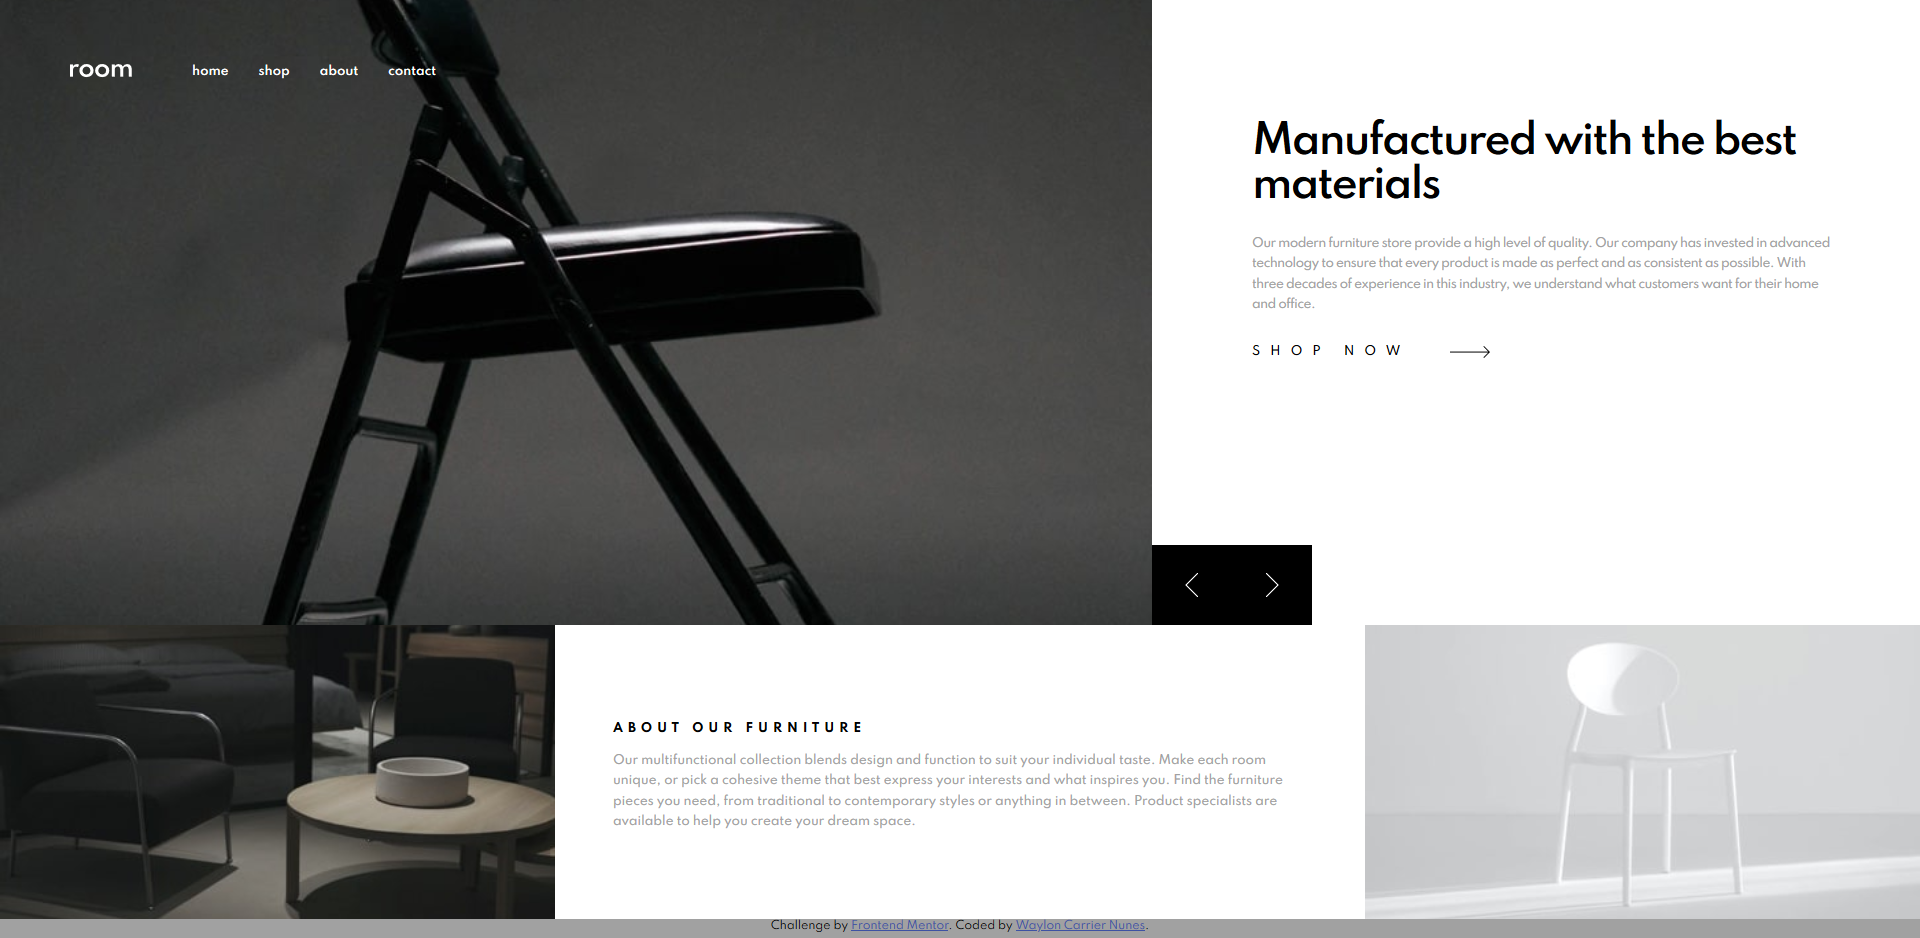 room
home shop about contact
Manufactured with the best
materials
Our modern furniture store provide a high level of quality. Our company has invested in advanced
technology to ensure that every product is made as perfect and as consistent as possible. With
three decades of experience in this industry, we understand what customers want for their home
and office.
SHOP NOW
ABOUT OUR FURNITURE
Our multifunctional collection blends design and function to suit your individual taste. Make each room
unique, or pick a cohesive theme that best express your interests and what inspires you. Find the furniture
pieces you need, from traditional to contemporary styles or anything in between. Product specialists are
available to help you create your dream space.
Challenge by Frontend Mentor. Coded by Waylon Carrier Nunes.